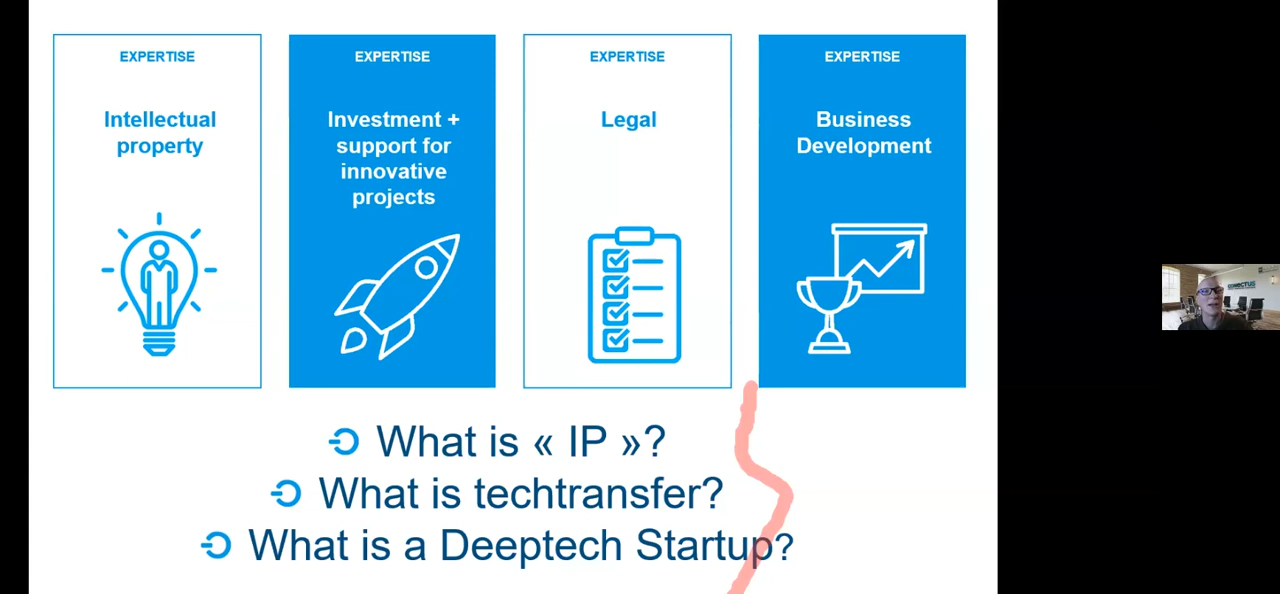 EXPERTISE
Intellectual
property
EXPERTISE
Investment +
support for
innovative
projects
EXPERTISE
Legal
EXPERTISE
Business
Development
What is « IP »?
What is techtransfer?
What is a Deeptech Startup?
CONECTUS